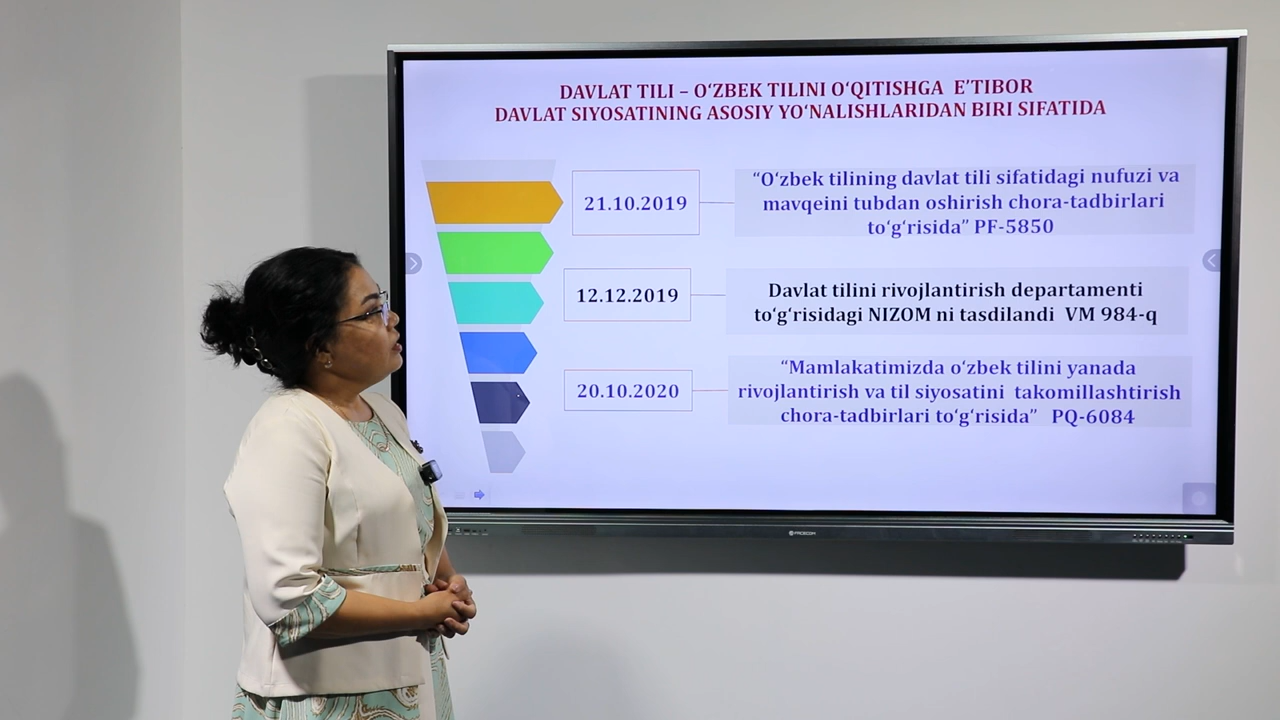 DAVLAT TILI – O‘ZBEK TILINI O‘QITISHGA E’TIBOR
DAVLAT SIYOSATINING ASOSIY YO‘NALISHLARIDAN BIRI SIFATIDA
21.10.2019
“O‘zbek tilining davlat tili sifatidagi nufuzi va
mavqeini tubdan oshirish chora-tadbirlari
to‘g‘risida” PF-5850
12.12.2019
Davlat tilini rivojlantirish departamenti
to‘g‘risidagi NIZOM ni tasdilandi VM 984-q
20.10.2020
“Mamlakatimizda o‘zbek tilini yanada
rivojlantirish va til siyosatini takomillashtirish
chora-tadbirlari to‘g‘risida” PQ-6084